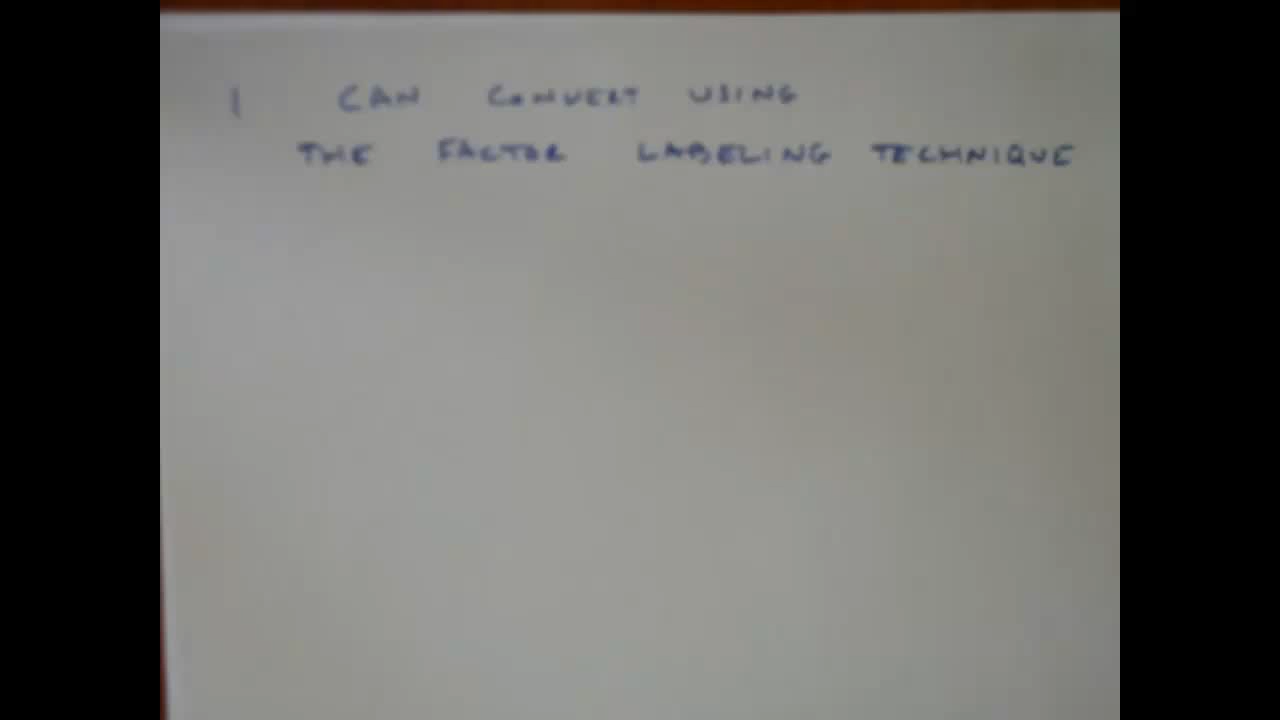 I CAN CONVERT USING
THE FACTOR LABELING TECHNIQUE